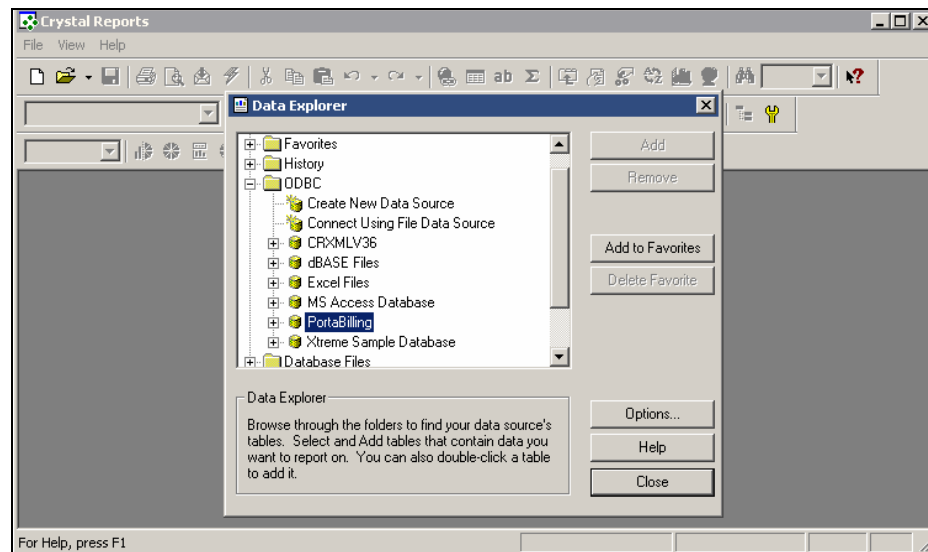 Crystal Reports
File View Help
ab Σ
Data Explorer
Favorites
Add
History
Remove
ODBC
Create New Data Source
Connect Using File Data Source
CRXMLV36
Add to Favorites
dBASE Files
Excel Files
Delete Favorite
MS Access Database
PortaBilling
Xtreme Sample Database
Database Files
Data Explorer
Browse through the folders to find your data source's
tables. Select and Add tables that contain data you
want to report on. You can also double-click a table
to add it.
Options...
Help
Close
For Help, press F1